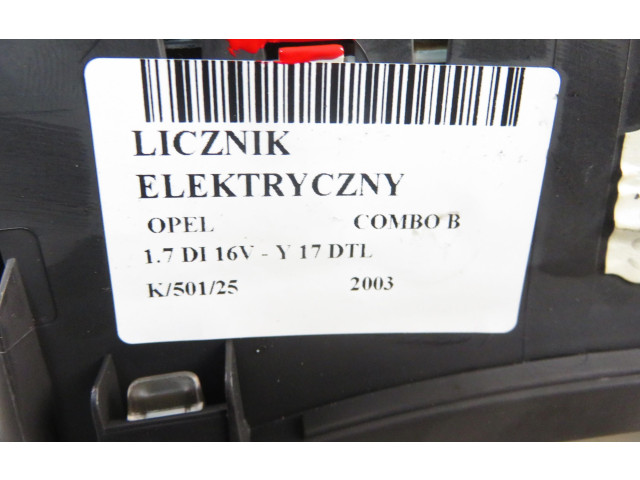 LICZNIK
ELEKTRYCZNY
OPEL COMBO B
1.7 DI 16V - Y 17 DTL
K/501/25 2003